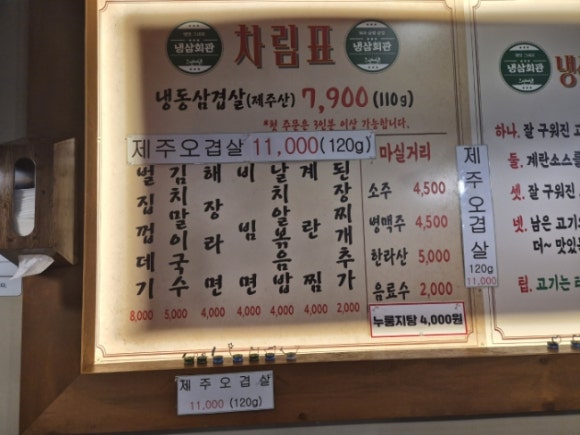 냉삼회관
차림표
냉삼회관
냉동삼겹살(제주산) 7,900 (110g)
*첫 주문은 3인분 이상 가능합니다.
제주오겹살 11,000(120g)
벌집껍데기 8,000
김치말이국수 5,000
해장라면 4,000
비빔면 4,000
날치알볶음밥 4,000
계란찜 4,000
된장찌개추가 2,000
마실거리
소주 4,500
병맥주 4,500
한라산 5,000
음료수 2,000
누룽지탕 4,000원
제주오겹살
11,000 (120g)
제주오겹살
120g
11,000
냉삼회관
냉
하나. 잘 구워진 고
둘. 계란소스를
셋. 잘 구워진
넷. 남은 고기
더~ 맛있
팁. 고기는